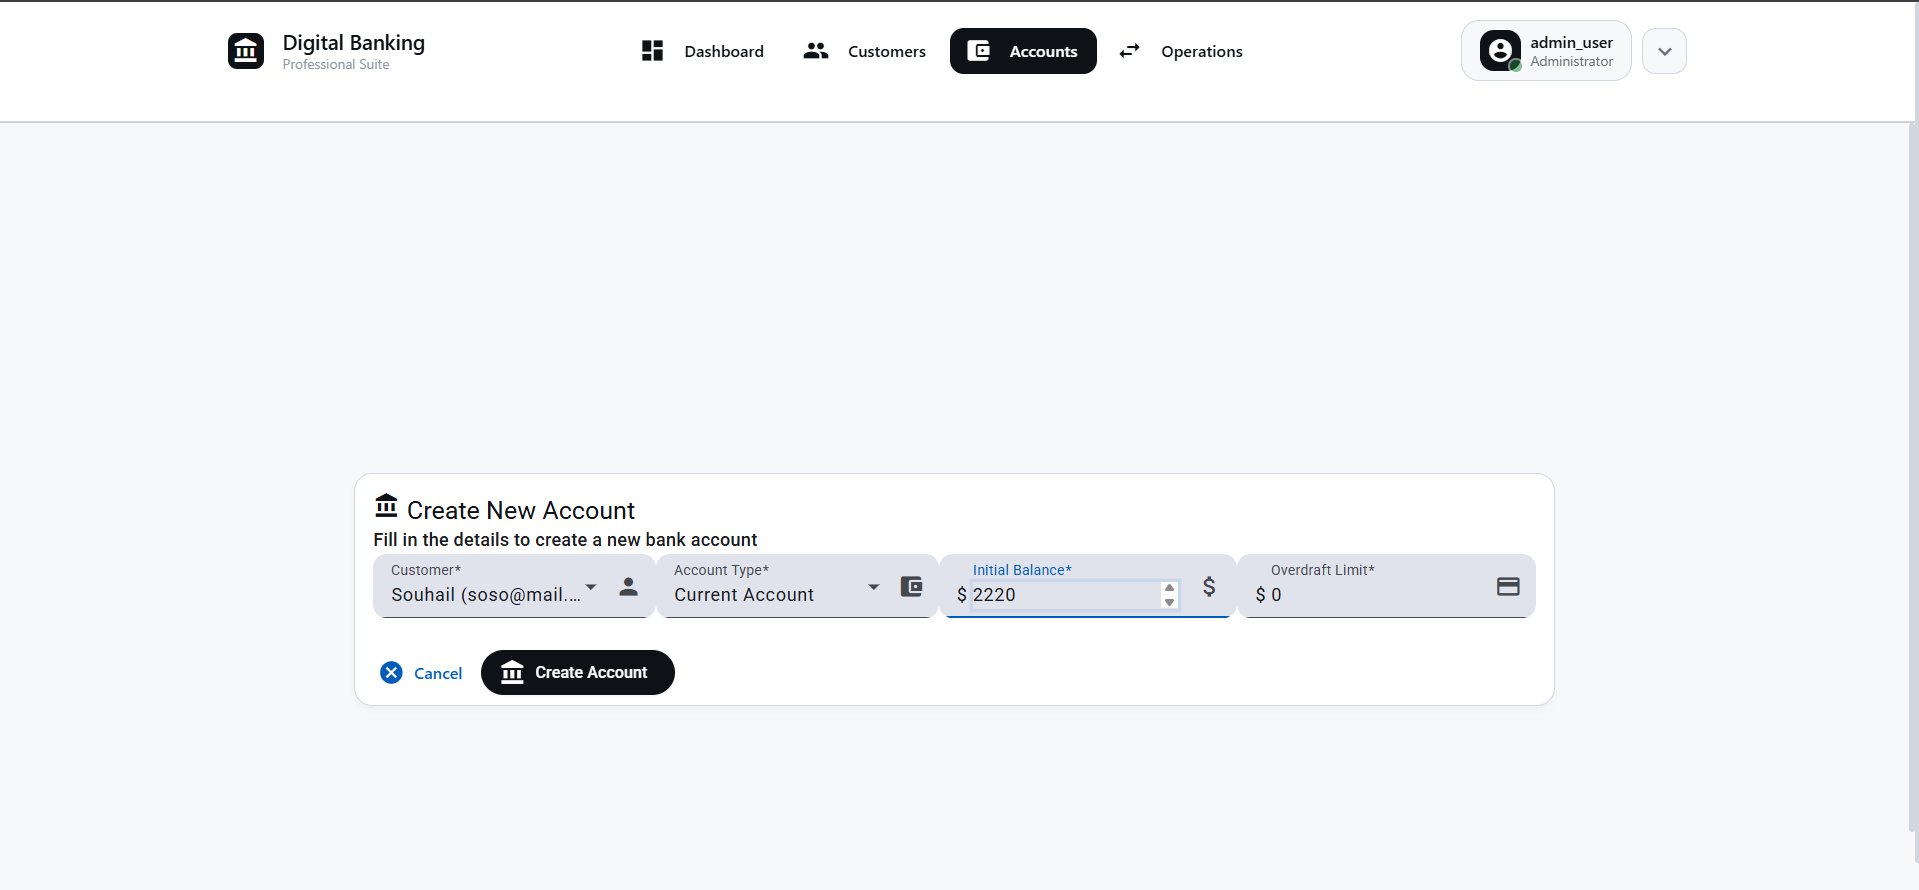 Digital Banking
Professional Suite
Dashboard
Customers
Accounts
Operations
admin_user
Administrator
Create New Account
Fill in the details to create a new bank account
Customer*
Souhail (soso@mail....
Account Type*
Current Account
Initial Balance*
$ 2220
$
Overdraft Limit*
$ 0
Cancel
Create Account